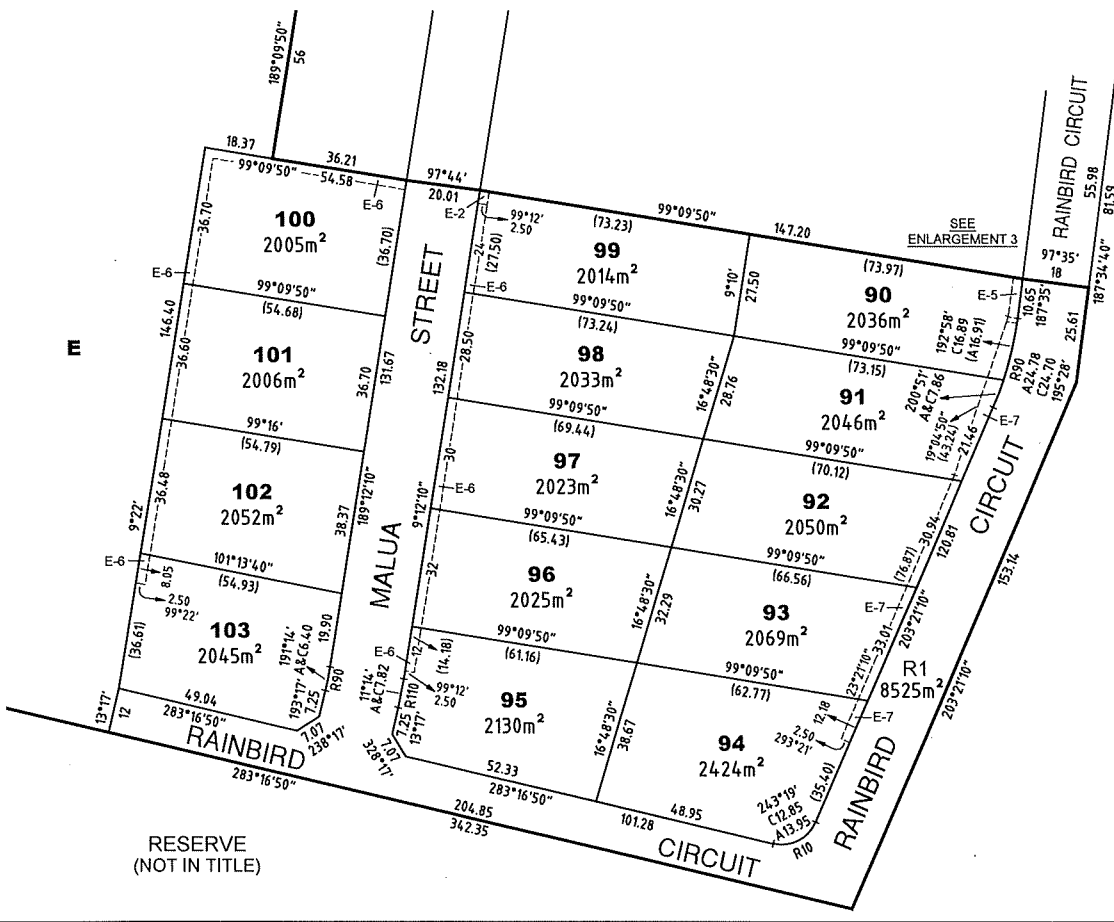 189°09'50"
56
18.37
36.21
99°09'50"
54.58
E-6
97°44'
20.01
E-2
99°12'
2.50
99°09'50"
147.20
(73.23)
(73.97)
SEE
ENLARGEMENT 3
RAINBIRD CIRCUIT
55.98
81.59
97°35'
18
187°34'40"
100
2005m²
36.70
(36.70)
E-6
99°09'50"
(54.68)
STREET
24
(27.50)
E-6
99
2014m²
99°09'50"
(73.24)
9°10'
27.50
90
2036m²
E-5
10.65
187°35'
25.61
192°58'
C16.89
(A16.91)
R90
A24.78
C24.70
195°28'
99°09'50"
(73.15)
E
146.40
36.60
101
2006m²
131.67
36.70
99°16'
(54.79)
28.50
132.18
98
2033m²
99°09'50"
(69.44)
16°48'30"
28.76
91
2046m²
200°51'
A&C7.86
19°04'50"
(43.24)
21.46
E-7
99°09'50"
(70.12)
CIRCUIT
36.48
9°22'
102
2052m²
38.37
189°12'10"
101°13'40"
(54.93)
30
9°12'10"
E-6
97
2023m²
99°09'50"
(65.43)
16°48'30"
30.27
92
2050m²
99°09'50"
(66.56)
30.94
120.81
(76.87)
153.14
E-6
8.05
2.50
99°22'
(36.61)
103
2045m²
19.90
191°14'
A&C6.40
R90
193°17'
7.25
MALUA
32
96
2025m²
99°09'50"
(61.16)
16°48'30"
32.29
93
2069m²
99°09'50"
(62.77)
E-7
33.01
203°21'10"
23°21'10"
R1
8525m²
203°21'10"
E-6
12
(14.18)
99°12'
2.50
11°14'
A&C7.82
R110
7.25
13°17'
95
2130m²
16°48'30"
38.67
94
2424m²
12.18
E-7
2.50
293°21'
(35.40)
13°17'
12
49.04
283°16'50"
7.07
238°17'
7.07
328°17'
52.33
283°16'50"
48.95
101.28
243°19'
C12.85
A13.95
R10
RAINBIRD
RAINBIRD
283°16'50"
204.85
342.35
CIRCUIT
RESERVE
(NOT IN TITLE)